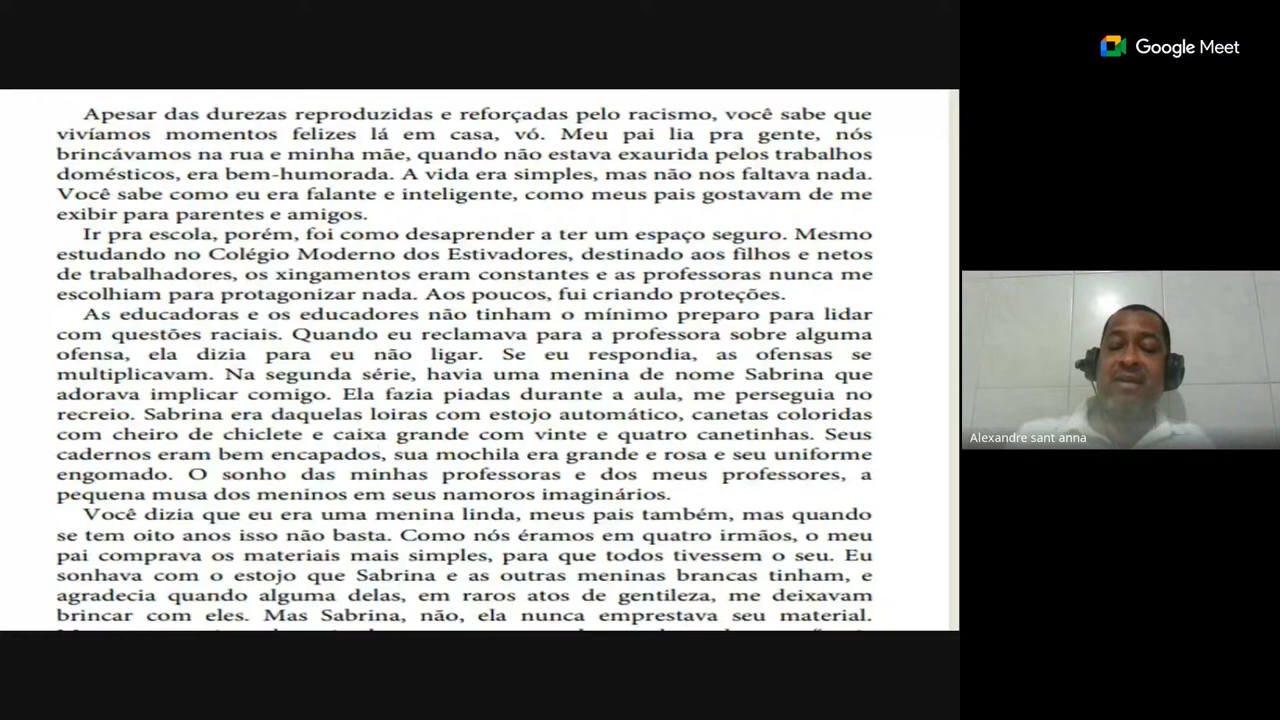 Google Meet
Apesar das durezas reproduzidas e reforçadas pelo racismo, você sabe que
vivíamos momentos felizes lá em casa, vó. Meu pai lia pra gente, nós
brincávamos na rua e minha mãe, quando não estava exaurida pelos trabalhos
domésticos, era bem-humorada. A vida era simples, mas não nos faltava nada.
Você sabe como eu era falante e inteligente, como meus pais gostavam de me
exibir para parentes e amigos.
Ir pra escola, porém, foi como desaprender a ter um espaço seguro. Mesmo
estudando no Colégio Moderno dos Estivadores, destinado aos filhos e netos
de trabalhadores, os xingamentos eram constantes e as professoras nunca me
escolhiam para protagonizar nada. Aos poucos, fui criando proteções.
As educadoras e os educadores não tinham o mínimo preparo para lidar
com questões raciais. Quando eu reclamava para a professora sobre alguma
ofensa, ela dizia para eu não ligar. Se eu respondia, as ofensas se
multiplicavam. Na segunda série, havia uma menina de nome Sabrina que
adorava implicar comigo. Ela fazia piadas durante a aula, me perseguia no
recreio. Sabrina era daquelas loiras com estojo automático, canetas coloridas
com cheiro de chiclete e caixa grande com vinte e quatro canetinhas. Seus
cadernos eram bem encapados, sua mochila era grande e rosa e seu uniforme
engomado. O sonho das minhas professoras e dos meus professores, a
pequena musa dos meninos em seus namoros imaginários.
Você dizia que eu era uma menina linda, meus pais também, mas quando
se tem oito anos isso não basta. Como nós éramos em quatro irmãos, o meu
pai comprava os materiais mais simples, para que todos tivessem o seu. Eu
sonhava com o estojo que Sabrina e as outras meninas brancas tinham, e
agradecia quando alguma delas, em raros atos de gentileza, me deixavam
brincar com eles. Mas Sabrina, não, ela nunca emprestava seu material.
Alexandre sant anna